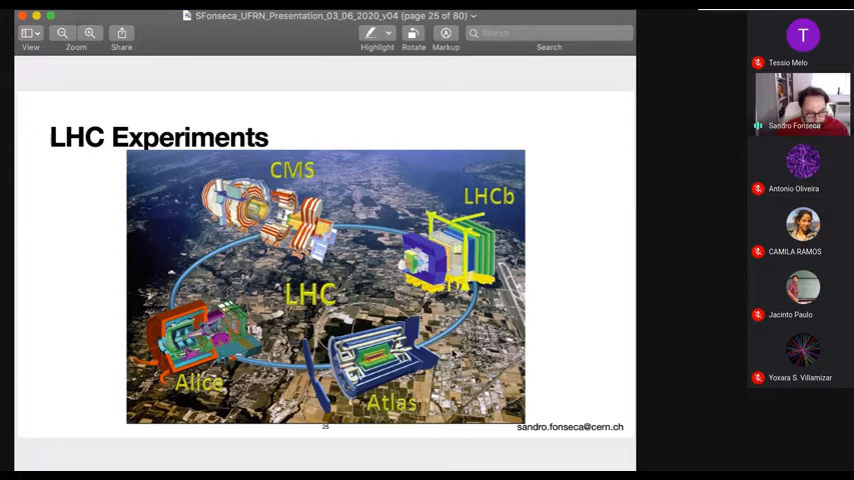 SFonseca_UFRN_Presentation_03_06_2020_v04 (page 25 of 80)
View
Zoom
Share
Highlight
Rotate
Markup
Search
Search
LHC Experiments
CMS
LHCb
LHC
Alice
Atlas
25
sandro.fonseca@cern.ch
T
Tessio Melo
Sandro Fonseca
Antonio Oliveira
CAMILA RAMOS
Jacinto Paulo
Yoxara S. Villamizar